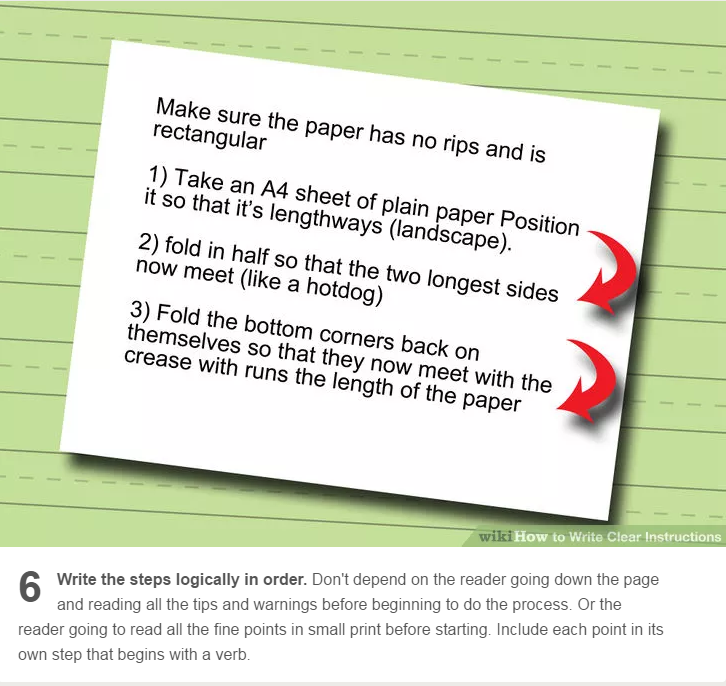 Make sure the paper has no rips and is
rectangular
1) Take an A4 sheet of plain paper Position
it so that it's lengthways (landscape).
2) fold in half so that the two longest sides
now meet (like a hotdog)
3) Fold the bottom corners back on
themselves so that they now meet with the
crease with runs the length of the paper
wikiHow to Write Clear Instructions
6 Write the steps logically in order. Don't depend on the reader going down the page
and reading all the tips and warnings before beginning to do the process. Or the
reader going to read all the fine points in small print before starting. Include each point in its
own step that begins with a verb.